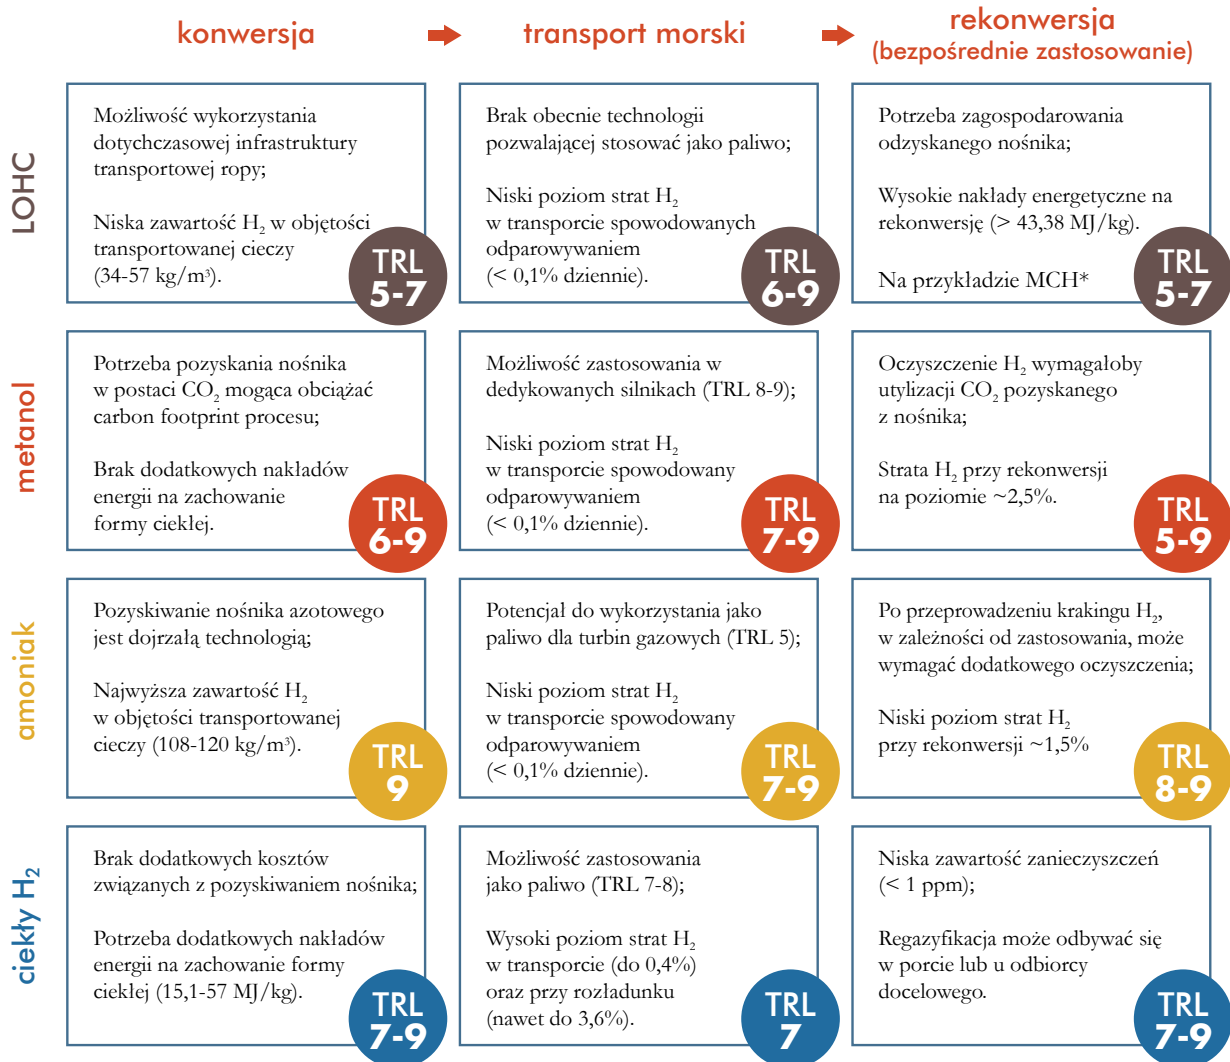 konwersja
transport morski
rekonwersja
(bezpośrednie zastosowanie)
LOHC
Możliwość wykorzystania
dotychczasowej infrastruktury
transportowej ropy;
Niska zawartość H₂ w objętości
transportowanej cieczy
(34-57 kg/m³).
TRL
5-7
Brak obecnie technologii
pozwalającej stosować jako paliwo;
Niski poziom strat H₂
w transporcie spowodowanych
odparowywaniem
(< 0,1% dziennie).
TRL
6-9
Potrzeba zagospodarowania
odzyskanego nośnika;
Wysokie nakłady energetyczne na
rekonwersję (> 43,38 MJ/kg).
Na przykładzie MCH*
TRL
5-7
metanol
Potrzeba pozyskania nośnika
w postaci CO₂ mogąca obciążać
carbon footprint procesu;
Brak dodatkowych nakładów
energii na zachowanie
formy ciekłej.
TRL
6-9
Możliwość zastosowania w
dedykowanych silnikach (TRL 8-9);
Niski poziom strat H₂
w transporcie spowodowany
odparowywaniem
(< 0,1% dziennie).
TRL
7-9
Oczyszczenie H₂ wymagałoby
utylizacji CO₂ pozyskanego
z nośnika;
Strata H₂ przy rekonwersji
na poziomie ~2,5%.
TRL
5-9
amoniak
Pozyskiwanie nośnika azotowego
jest dojrzałą technologią;
Najwyższa zawartość H₂
w objętości transportowanej
cieczy (108-120 kg/m³).
TRL
9
Potencjał do wykorzystania jako
paliwo dla turbin gazowych (TRL 5);
Niski poziom strat H₂
w transporcie spowodowany
odparowywaniem
(< 0,1% dziennie).
TRL
7-9
Po przeprowadzeniu krakingu H₂,
w zależności od zastosowania, może
wymagać dodatkowego oczyszczenia;
Niski poziom strat H₂
przy rekonwersji ~1,5%
TRL
8-9
ciekły H₂
Brak dodatkowych kosztów
związanych z pozyskiwaniem nośnika;
Potrzeba dodatkowych nakładów
energii na zachowanie formy
ciekłej (15,1-57 MJ/kg).
TRL
7-9
Możliwość zastosowania
jako paliwo (TRL 7-8);
Wysoki poziom strat H₂
w transporcie (do 0,4%)
oraz przy rozładunku
(nawet do 3,6%).
TRL
7
Niska zawartość zanieczyszczeń
(< 1 ppm);
Regazyfikacja może odbywać się
w porcie lub u odbiorcy
docelowego.
TRL
7-9